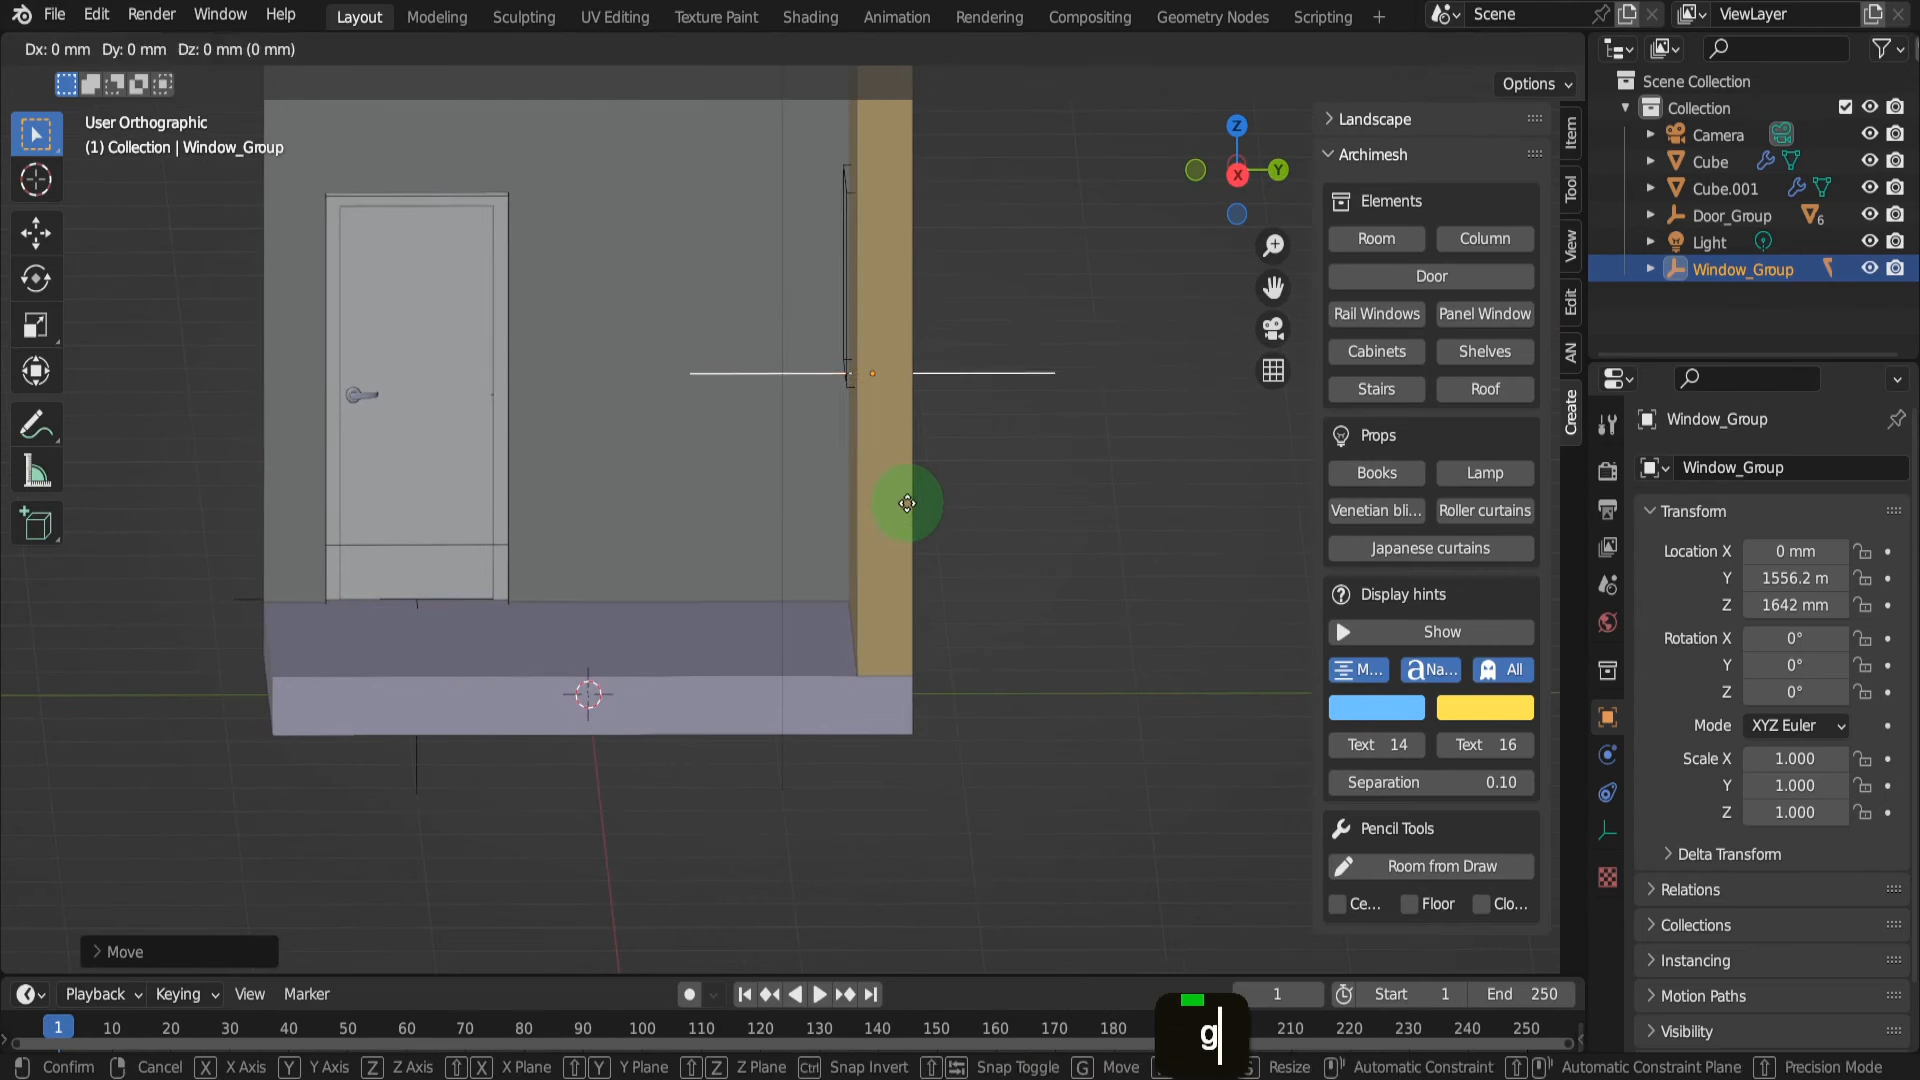 File Edit Render Window Help Layout Modeling Sculpting UV Editing Texture Paint Shading Animation Rendering Compositing Geometry Nodes Scripting + Scene ViewLayer
Dx: 0 mm Dy: 0 mm Dz: 0 mm (0 mm)
Options
User Orthographic
(1) Collection | Window_Group
Z
Y
X
Landscape
Archimesh
Elements
Room Column
Door
Rail Windows Panel Window
Cabinets Shelves
Stairs Roof
Props
Books Lamp
Venetian bli... Roller curtains
Japanese curtains
Display hints
Show
M... Na... All
Text 14 Text 16
Separation 0.10
Pencil Tools
Room from Draw
Ce... Floor Clo...
Item
Tool
View
Edit
AN
Create
Scene Collection
Collection
Camera
Cube
Cube.001
Door_Group 6
Light
Window_Group
Window_Group
Window_Group
Transform
Location X 0 mm
Y 1556.2 m
Z 1642 mm
Rotation X 0°
Y 0°
Z 0°
Mode XYZ Euler
Scale X 1.000
Y 1.000
Z 1.000
Delta Transform
Relations
Collections
Instancing
Motion Paths
Visibility
Move
Playback Keying View Marker 1 Start 1 End 250
1 10 20 30 40 50 60 70 80 90 100 110 120 130 140 150 160 170 180 210 220 230 240 250
g
Confirm Cancel X X Axis Y Y Axis Z Z Axis X X Plane Y Y Plane Z Z Plane Ctrl Snap Invert Snap Toggle G Move Resize Automatic Constraint Automatic Constraint Plane Precision Mode